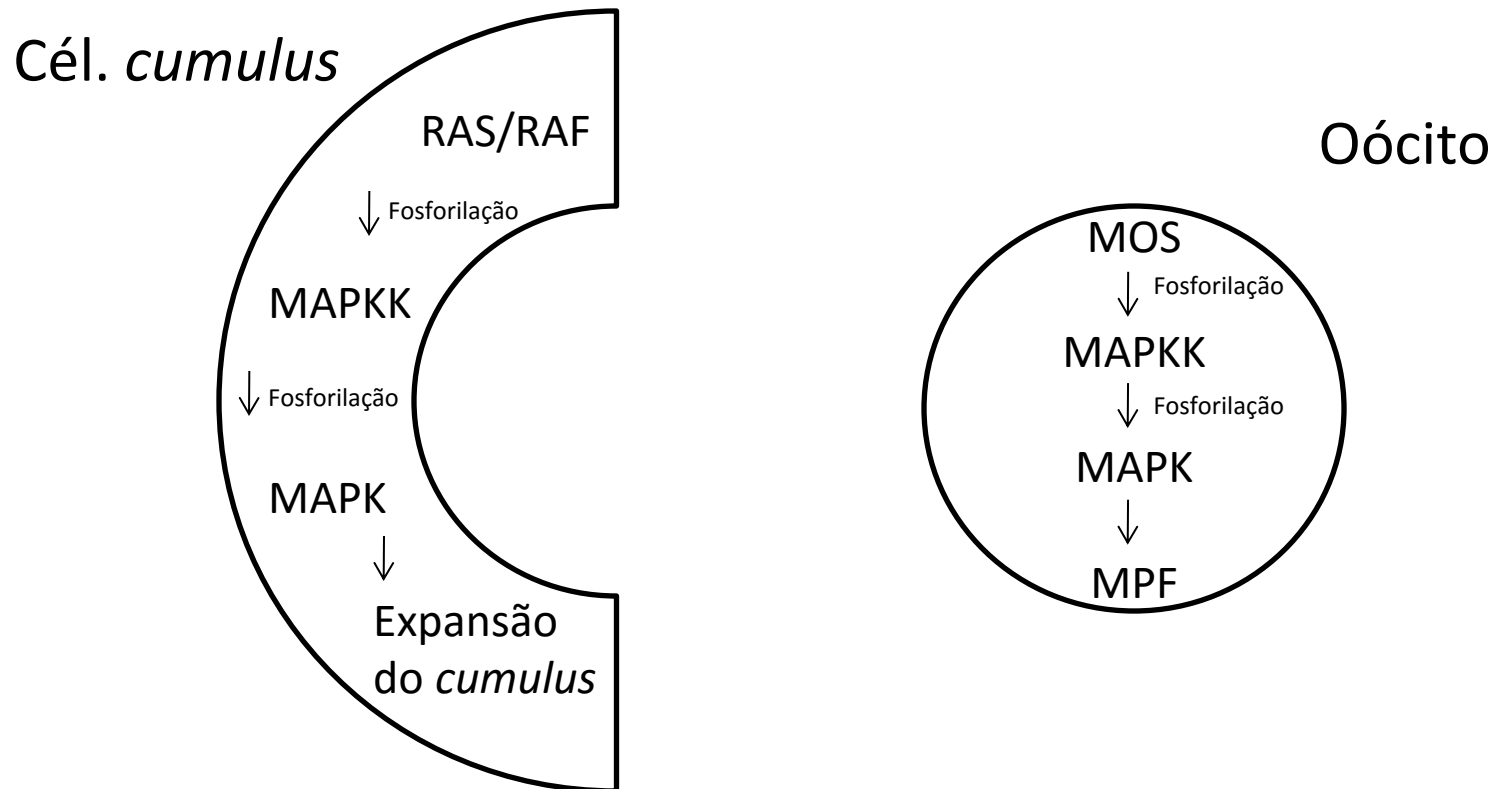 Cél. cumulus
RAS/RAF
Fosforilação
MAPKK
Fosforilação
MAPK
Expansão
do cumulus
Oócito
MOS
Fosforilação
MAPKK
Fosforilação
MAPK
MPF